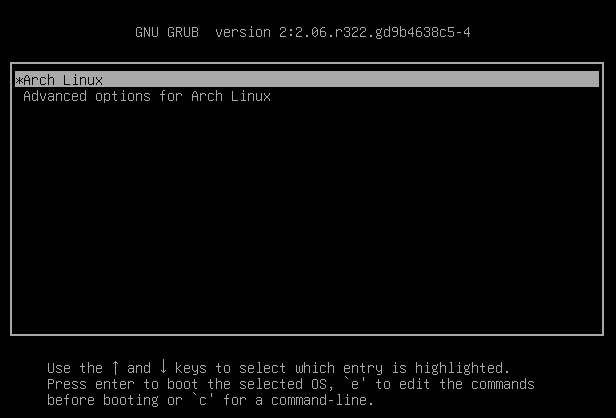 GNU GRUB  version 2:2.06.r322.gd9b4638c5-4
*Arch Linux
Advanced options for Arch Linux
Use the ↑ and ↓ keys to select which entry is highlighted.
Press enter to boot the selected OS, `e' to edit the commands
before booting or `c' for a command-line.